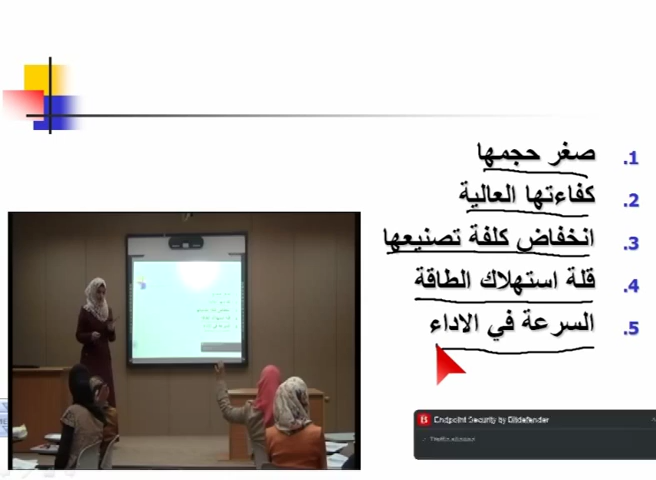 1. صغر حجمها
2. كفاءتها العالية
3. انخفاض كلفة تصنيعها
4. قلة استهلاك الطاقة
5. السرعة في الاداء
B Endpoint Security by Bitdefender